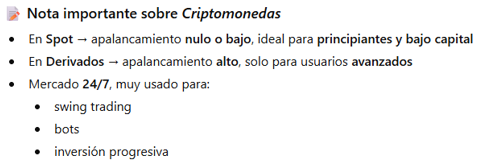 📝 Nota importante sobre Criptomonedas
• En Spot → apalancamiento nulo o bajo, ideal para principiantes y bajo capital
• En Derivados → apalancamiento alto, solo para usuarios avanzados
• Mercado 24/7, muy usado para:
• swing trading
• bots
• inversión progresiva